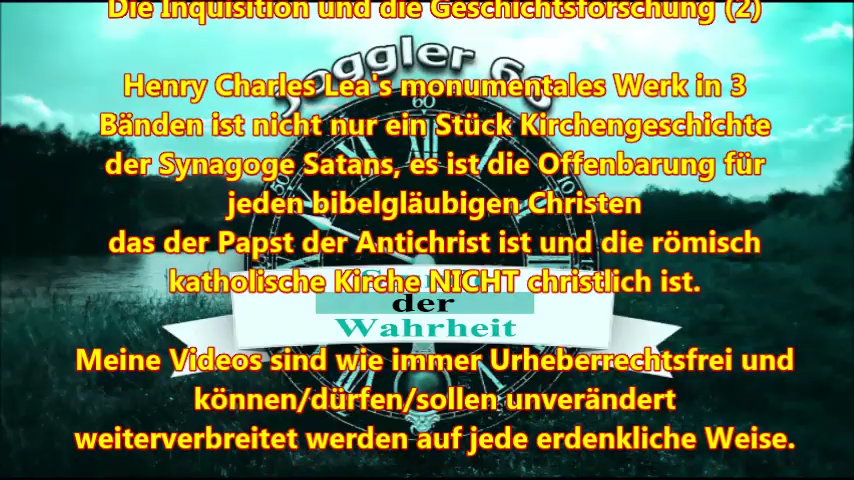 Die Inquisition und die Geschichtsforschung (2)
Joggler 66
Henry Charles Lea's monumentales Werk in 3
Bänden ist nicht nur ein Stück Kirchengeschichte
der Synagoge Satans, es ist die Offenbarung für
jeden bibelgläubigen Christen
das der Papst der Antichrist ist und die römisch
katholische Kirche NICHT christlich ist.
der
Wahrheit
Meine Videos sind wie immer Urheberrechtsfrei und
können/dürfen/sollen unverändert
weiterverbreitet werden auf jede erdenkliche Weise.
60